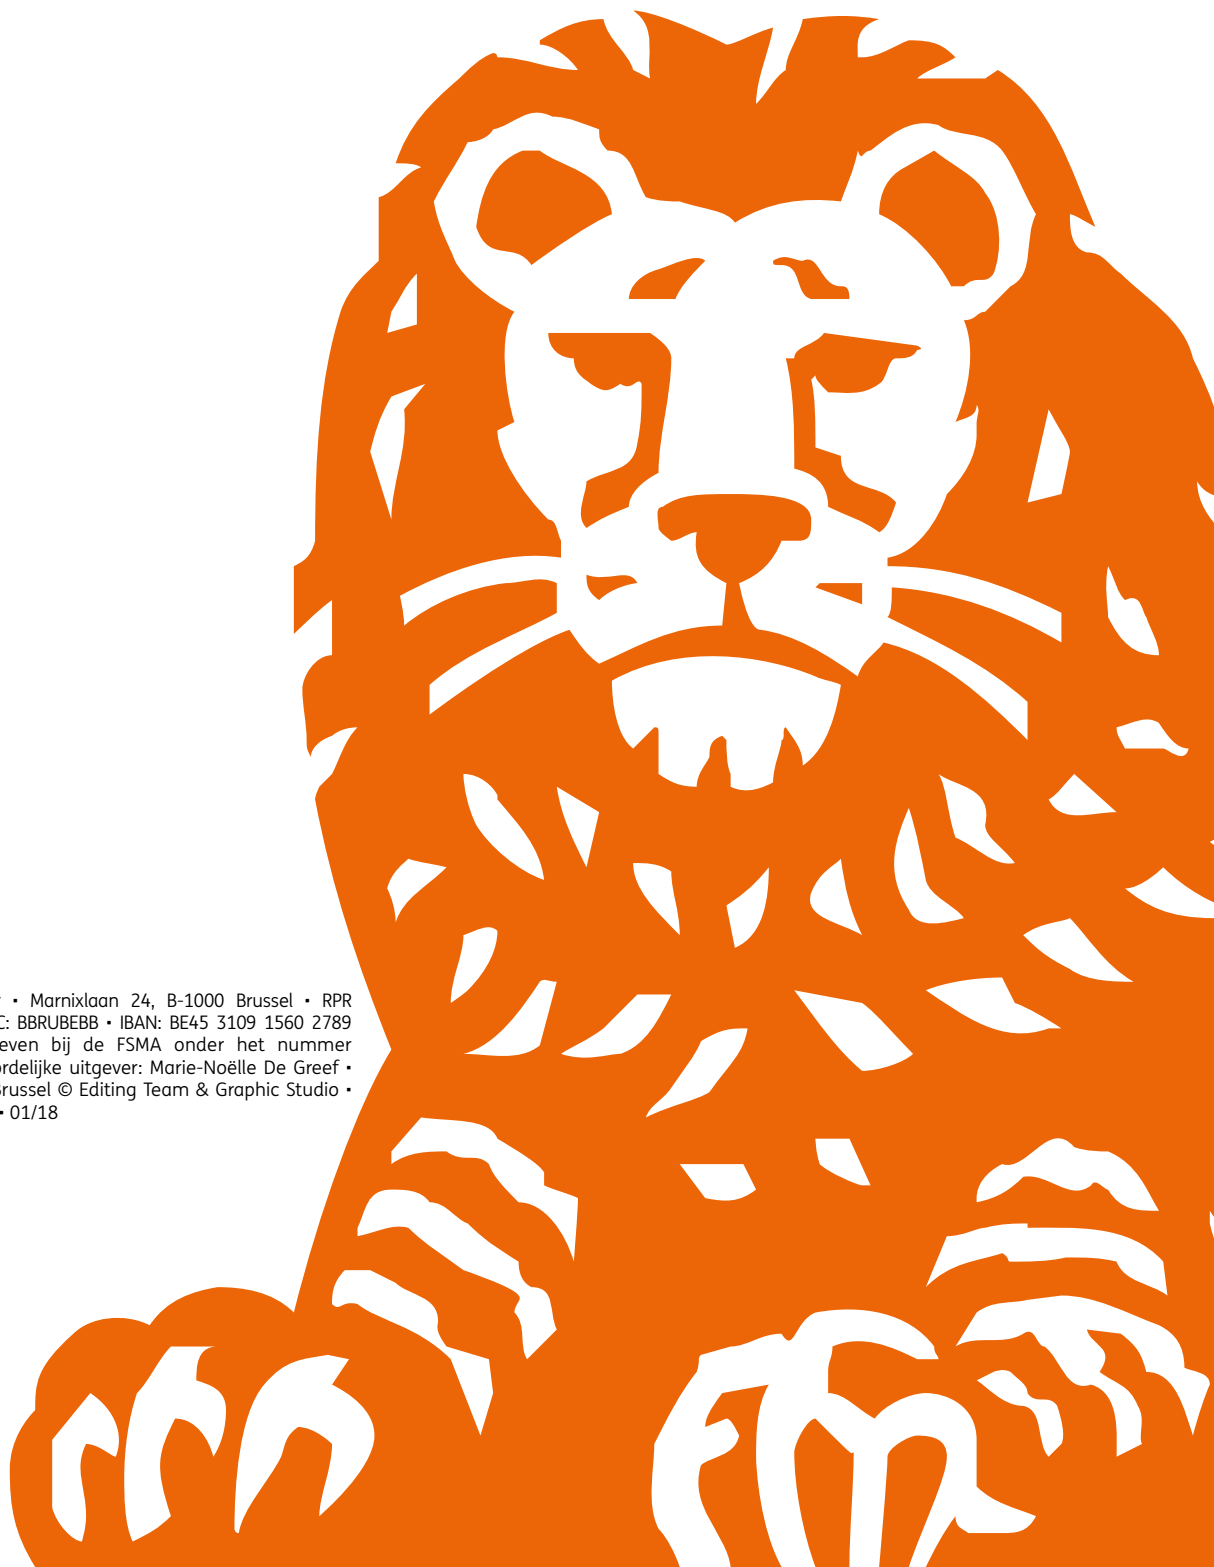 • Marnixlaan 24, B-1000 Brussel • RPR
C: BBRUBEBB • IBAN: BE45 3109 1560 2789
even bij de FSMA onder het nummer
rdelijke uitgever: Marie-Noëlle De Greef •
Brussel © Editing Team & Graphic Studio •
• 01/18